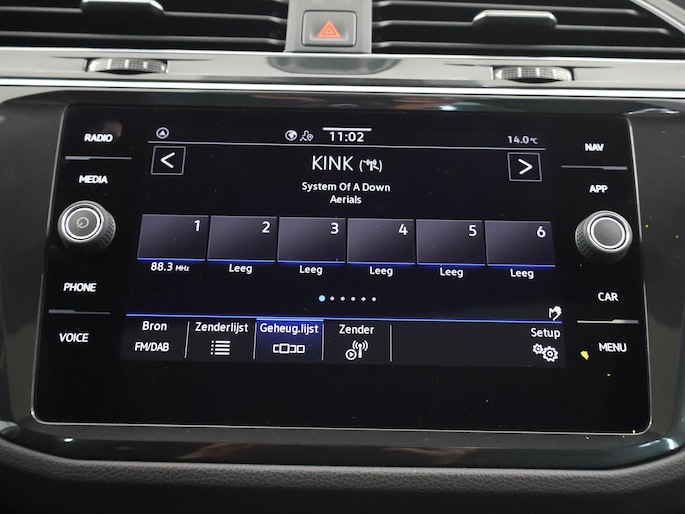 RADIO
MEDIA
PHONE
VOICE
11:02
14.0°C
<
KINK
>
System Of A Down
Aerials
1 2 3 4 5 6
88.3 MHz Leeg Leeg Leeg Leeg Leeg
Bron Zenderlijst Geheug.lijst Zender Setup
FM/DAB
NAV
APP
CAR
MENU